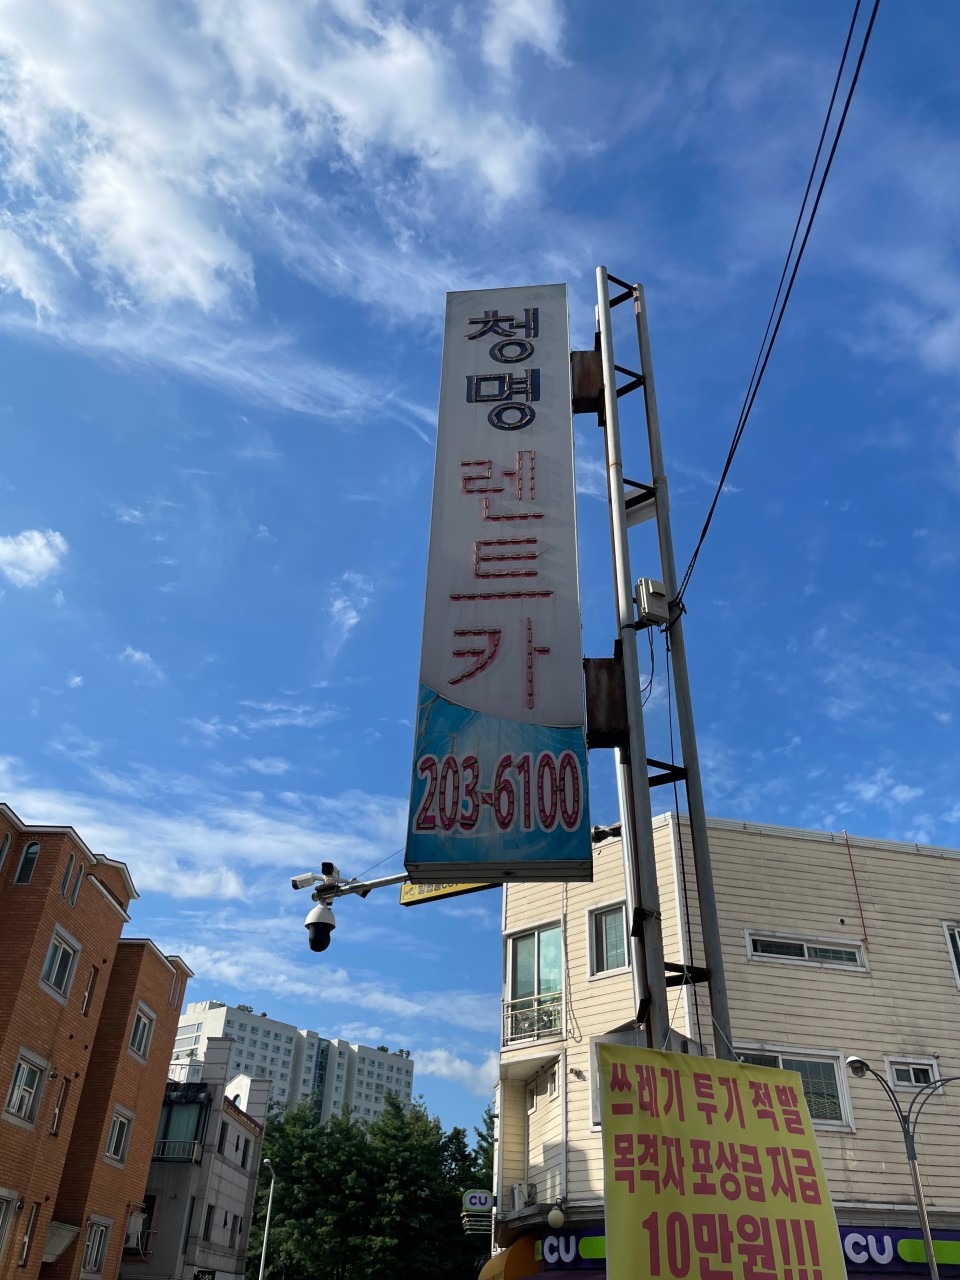 청명
렌트카
203-6100
쓰레기 투기 적발
목격자 포상금 지급
10만원!!!
CU
CU
CU